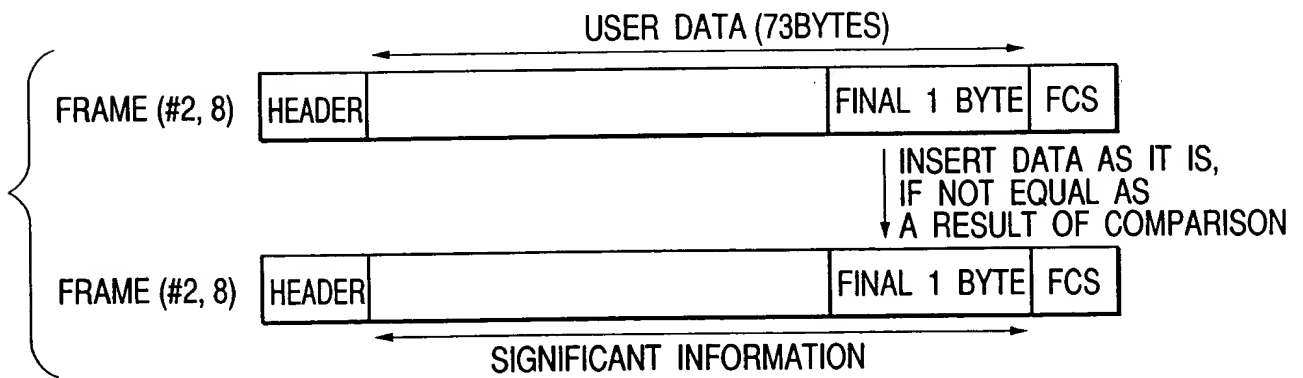 USER DATA (73BYTES)
FRAME (#2, 8) HEADER FINAL 1 BYTE FCS
INSERT DATA AS IT IS,
IF NOT EQUAL AS
A RESULT OF COMPARISON
FRAME (#2, 8) HEADER FINAL 1 BYTE FCS
SIGNIFICANT INFORMATION